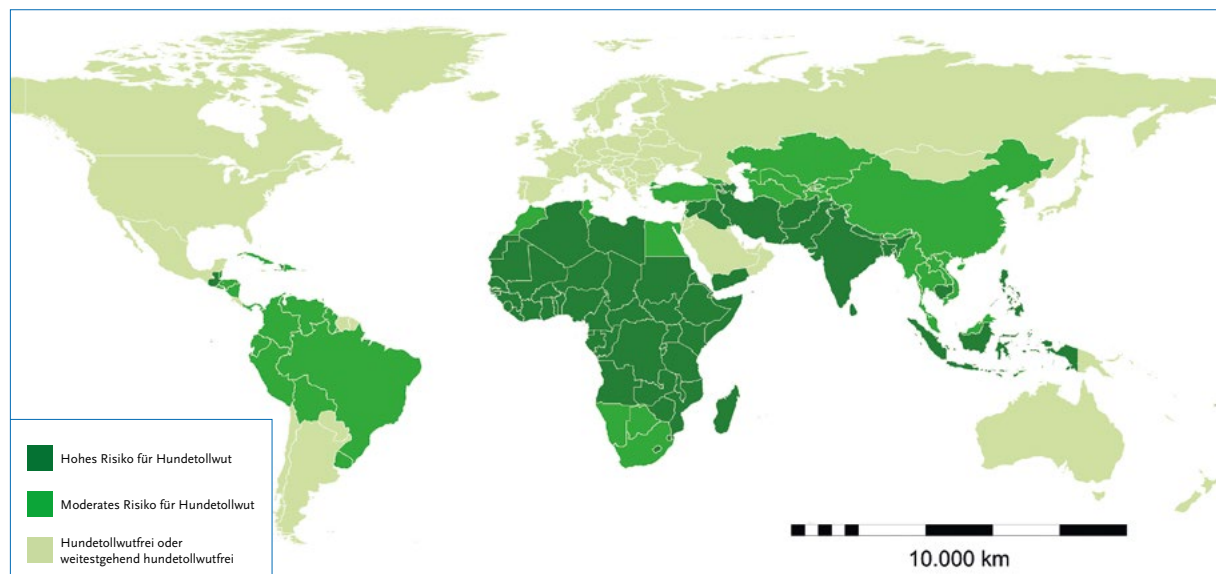 Hohes Risiko für Hundetollwut
Moderates Risiko für Hundetollwut
Hundetollwutfrei oder
weitestgehend hundetollwutfrei
10.000 km